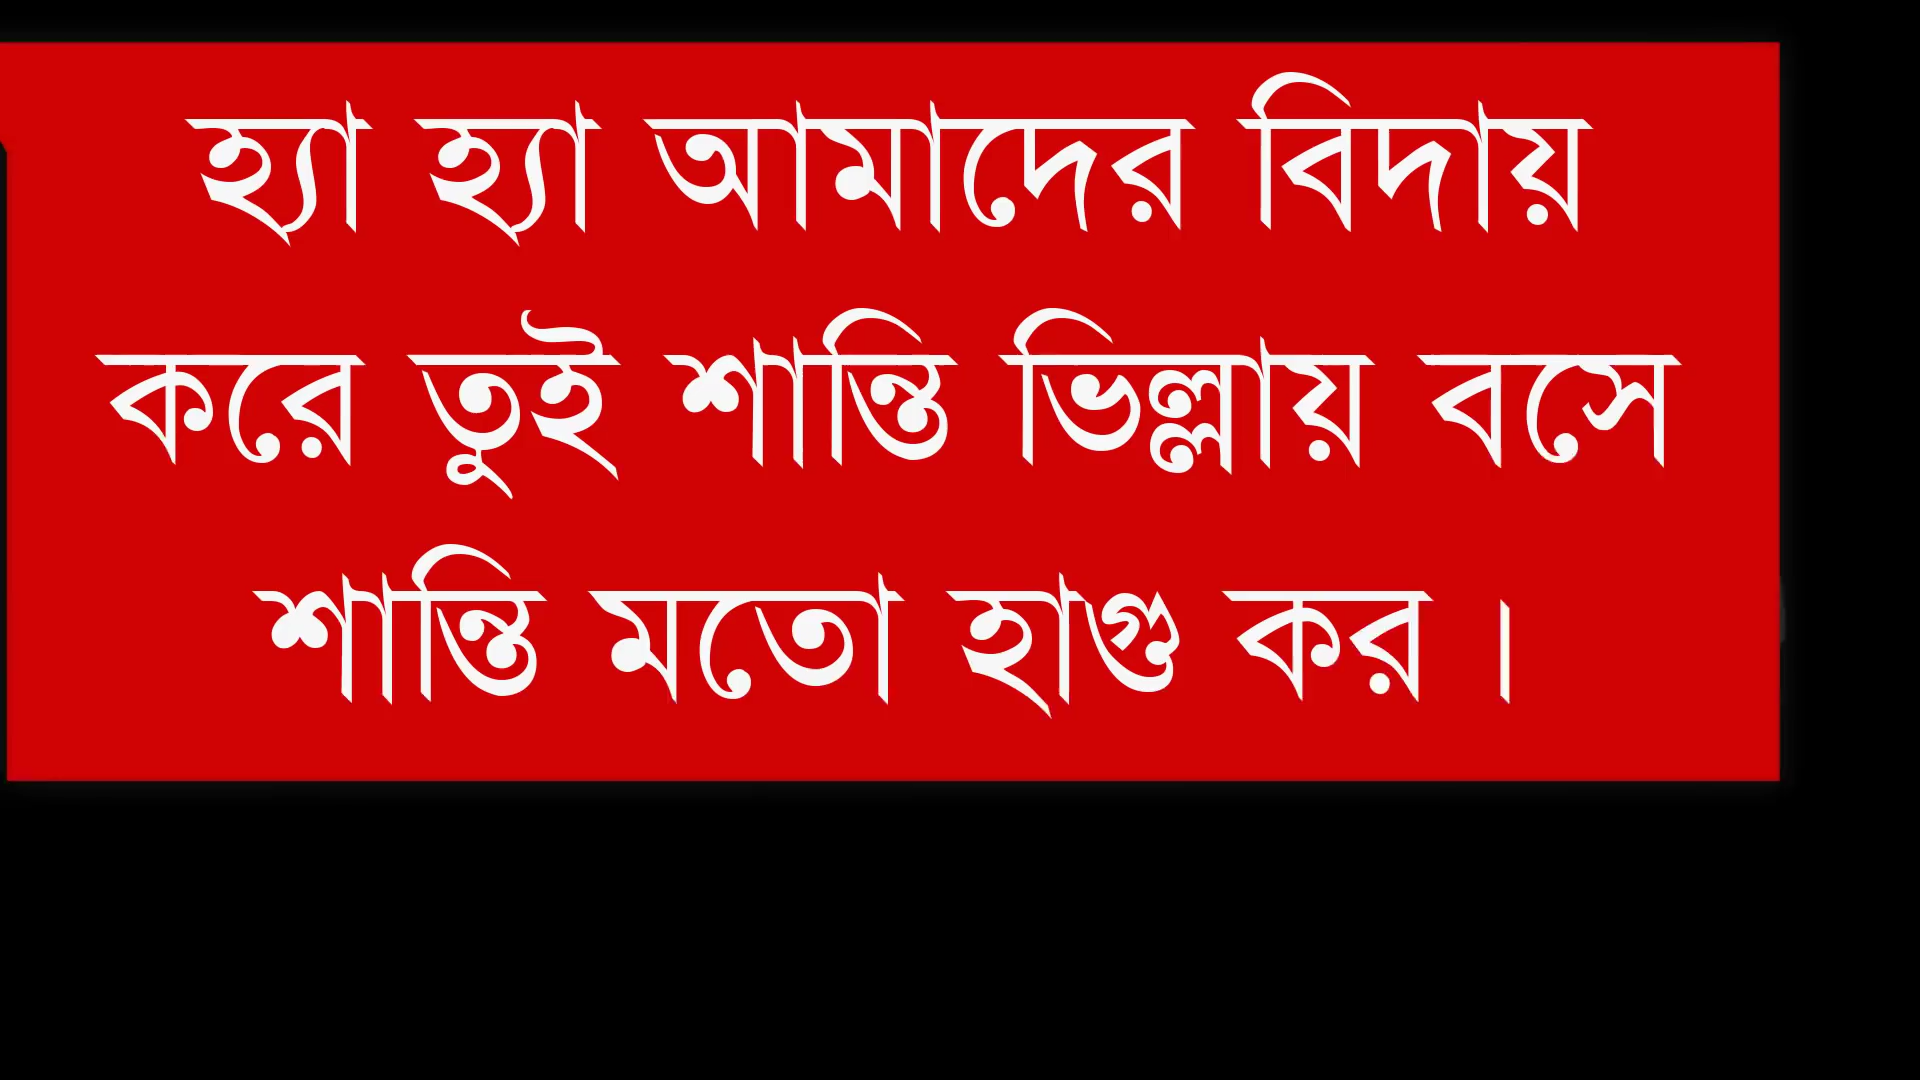 হ্যা হ্যা আমাদের বিদায়
করে তুই শান্তি ভিল্লায় বসে
শান্তি মতো হাগু কর ।